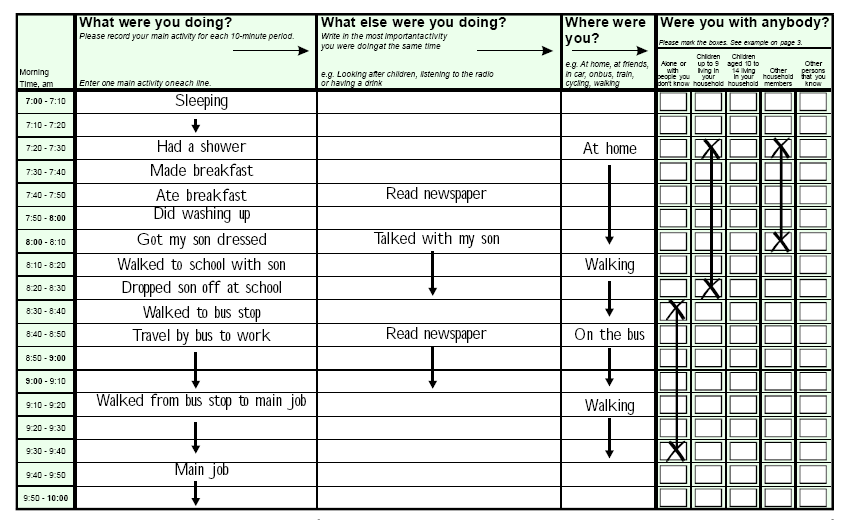 What were you doing?
Please record your main activity for each 10-minute period.
Enter one main activity oneach line.
What else were you doing?
Write in the most importantactivity
you were doingat the same time
e.g. Looking after children, listening to the radio
or having a drink
Where were
you?
e.g. At home, at friends,
in car, onbus, train,
cycling, walking
Were you with anybody?
Please mark the boxes. See example on page 3.
Alone or
with
people you
don't know
Children
up to 9
living in
your
household
Children
aged 10 to
14 living
in your
household
Other
household
members
Other
persons
that you
know
Morning
Time, am
7:00 - 7:10 Sleeping
7:10 - 7:20
7:20 - 7:30 Had a shower At home
7:30 - 7:40 Made breakfast
7:40 - 7:50 Ate breakfast Read newspaper
7:50 - 8:00 Did washing up
8:00 - 8:10 Got my son dressed Talked with my son
8:10 - 8:20 Walked to school with son Walking
8:20 - 8:30 Dropped son off at school
8:30 - 8:40 Walked to bus stop
8:40 - 8:50 Travel by bus to work Read newspaper On the bus
8:50 - 9:00
9:00 - 9:10
9:10 - 9:20 Walked from bus stop to main job Walking
9:20 - 9:30
9:30 - 9:40
9:40 - 9:50 Main job
9:50 - 10:00